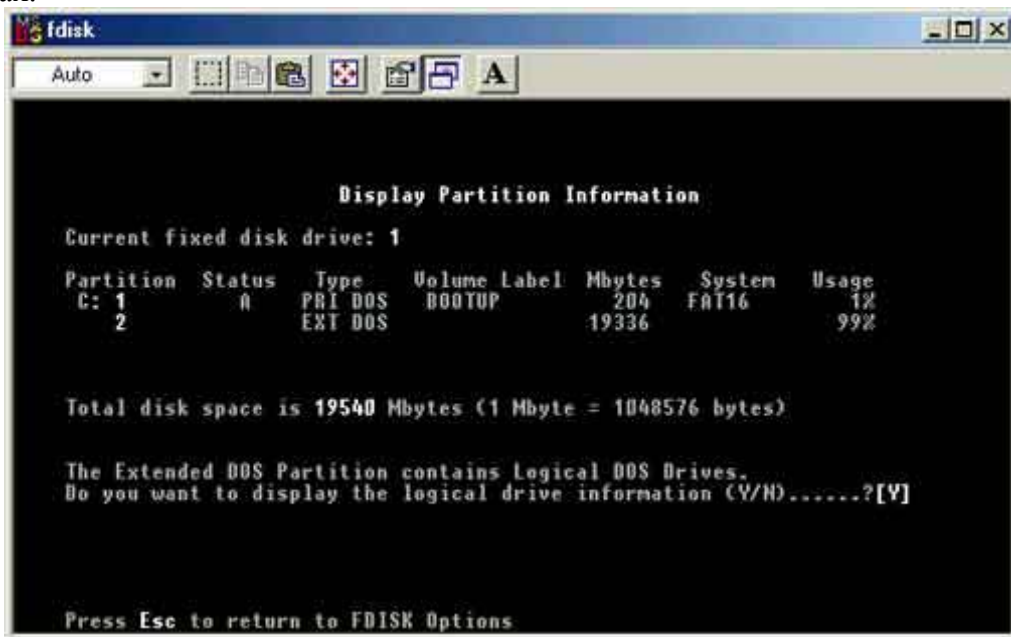 fdisk
Auto
A
Display Partition Information
Current fixed disk drive: 1
Partition Status Type Volume Label Mbytes System Usage
C: 1 A PRI DOS BOOTUP 204 FAT16 1%
2 EXT DOS 19336 99%
Total disk space is 19540 Mbytes (1 Mbyte = 1048576 bytes)
The Extended DOS Partition contains Logical DOS Drives.
Do you want to display the logical drive information (Y/N)......?[Y]
Press Esc to return to FDISK Options